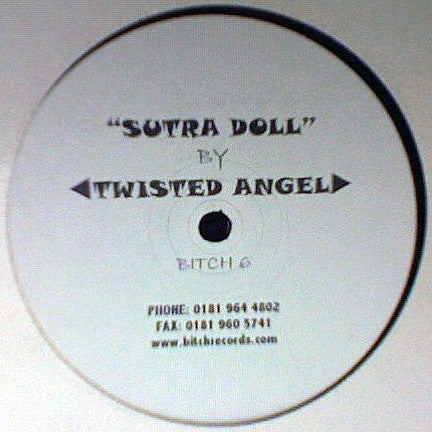 "SUTRA DOLL"
BY
◀TWISTED ANGEL▶
BITCH 6
PHONE: 0181 964 4802
FAX: 0181 960 5741
www.bitchrecords.com